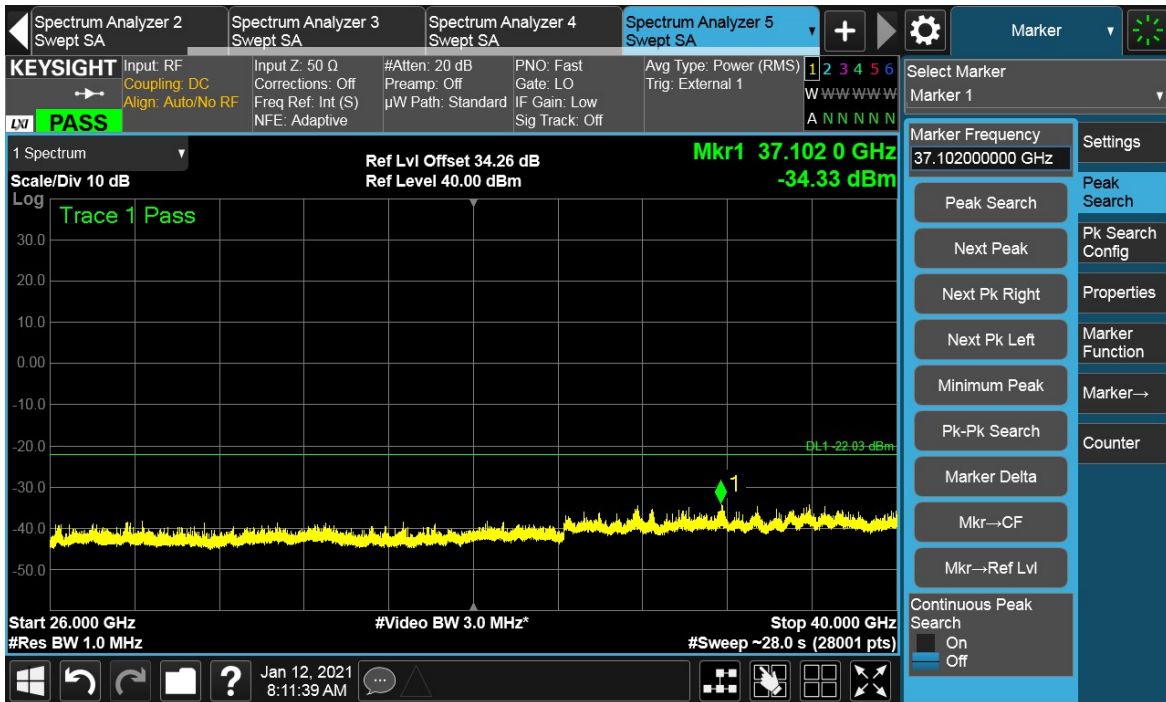 Spectrum Analyzer 2
Swept SA
Spectrum Analyzer 3
Swept SA
Spectrum Analyzer 4
Swept SA
Spectrum Analyzer 5
Swept SA
+
Marker
KEYSIGHT
LXI
PASS
Input: RF
Coupling: DC
Align: Auto/No RF
Input Z: 50 Ω
Corrections: Off
Freq Ref: Int (S)
NFE: Adaptive
#Atten: 20 dB
Preamp: Off
µW Path: Standard
PNO: Fast
Gate: LO
IF Gain: Low
Sig Track: Off
Avg Type: Power (RMS)
Trig: External 1
1 2 3 4 5 6
W W W W W W
A N N N N N
Select Marker
Marker 1
1 Spectrum
Scale/Div 10 dB
Ref Lvl Offset 34.26 dB
Ref Level 40.00 dBm
Mkr1 37.102 0 GHz
-34.33 dBm
Log
Trace 1 Pass
30.0
20.0
10.0
0.00
-10.0
-20.0
-30.0
-40.0
-50.0
DL1 -22.03 dBm
1
Start 26.000 GHz
#Res BW 1.0 MHz
#Video BW 3.0 MHz*
Stop 40.000 GHz
#Sweep ~28.0 s (28001 pts)
Marker Frequency
37.102000000 GHz
Peak Search
Next Peak
Next Pk Right
Next Pk Left
Minimum Peak
Pk-Pk Search
Marker Delta
Mkr→CF
Mkr→Ref Lvl
Continuous Peak
Search
On
Off
Settings
Peak
Search
Pk Search
Config
Properties
Marker
Function
Marker→
Counter
?
Jan 12, 2021
8:11:39 AM